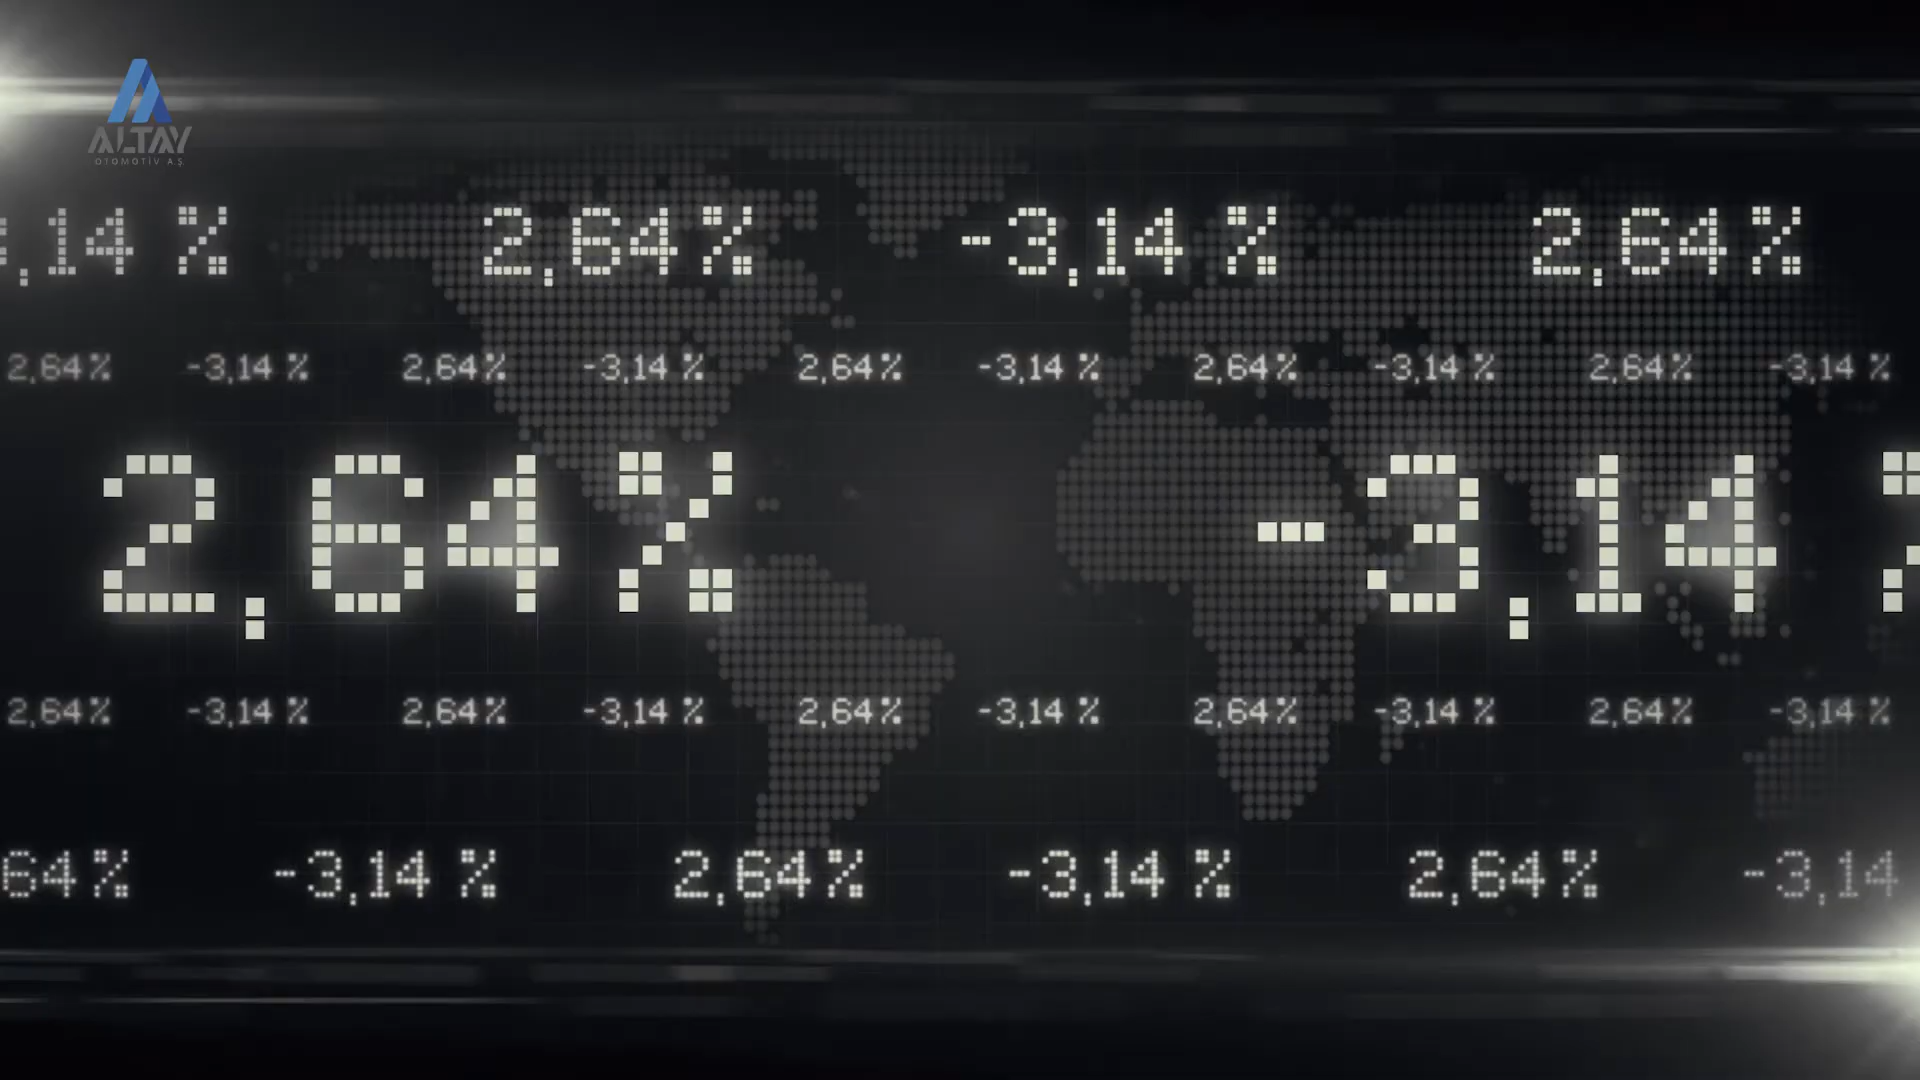 ALTAY
OTOMOTİV A.Ş.
,14 % 2,64% -3,14 % 2,64%
2,64% -3,14 % 2,64% -3,14 % 2,64% -3,14 % 2,64% -3,14 % 2,64% -3,14 %
2,64 % -3,14 %
2,64% -3,14 % 2,64% -3,14 % 2,64% -3,14 % 2,64% -3,14 % 2,64% -3,14 %
64% -3,14 % 2,64% -3,14 % 2,64% -3,14